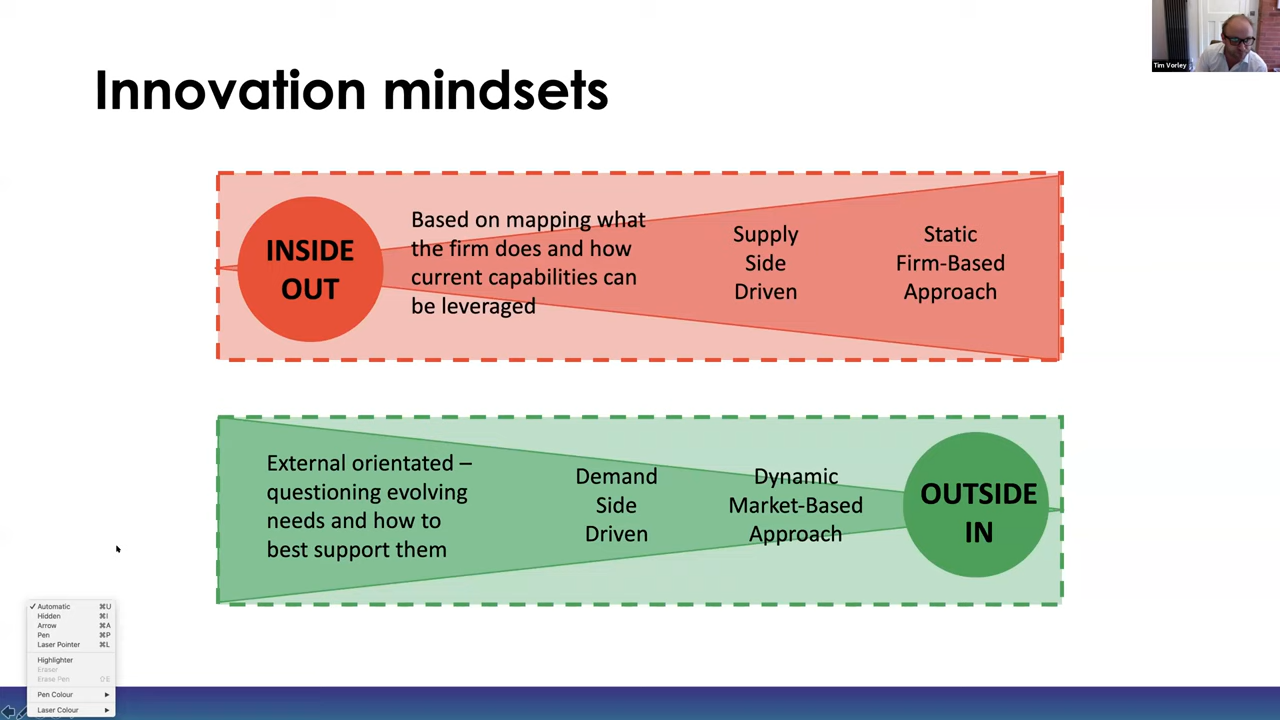 Tim Vorley
Innovation mindsets
INSIDE
OUT
Based on mapping what
the firm does and how
current capabilities can
be leveraged
Supply
Side
Driven
Static
Firm-Based
Approach
External orientated –
questioning evolving
needs and how to
best support them
Demand
Side
Driven
Dynamic
Market-Based
Approach
OUTSIDE
IN
✓ Automatic ⌘U
Hidden ⌘I
Arrow ⌘A
Pen ⌘P
Laser Pointer ⌘L
Highlighter
Eraser
Erase Pen ⇧E
Pen Colour
Laser Colour